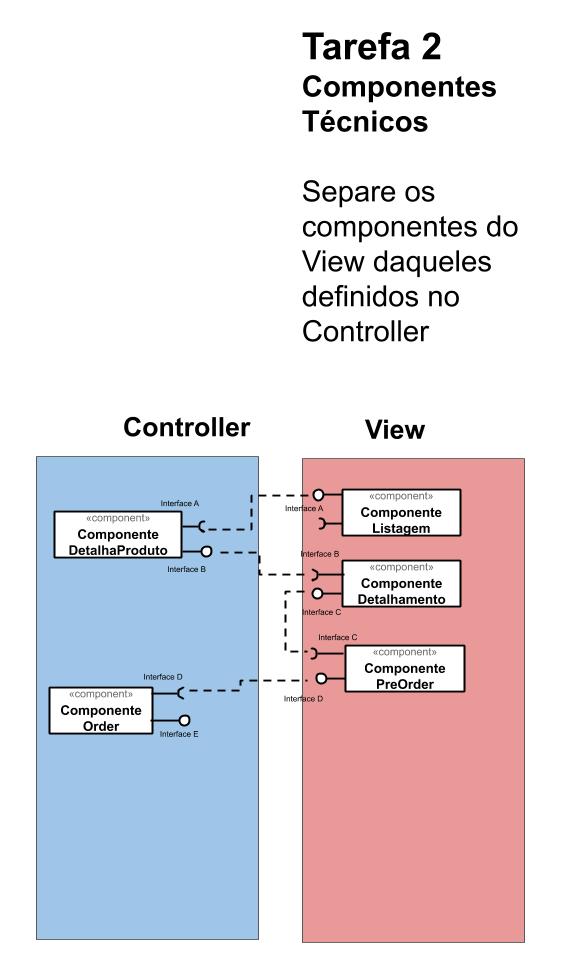 Tarefa 2
Componentes
Técnicos
Separe os
componentes do
View daqueles
definidos no
Controller
Controller
View
Interface A
«component»
Componente
DetalhaProduto
Interface B
«component»
Componente
Listagem
Interface A
Interface B
«component»
Componente
Detalhamento
Interface C
Interface C
«component»
Componente
PreOrder
Interface D
Interface D
«component»
Componente
Order
Interface E